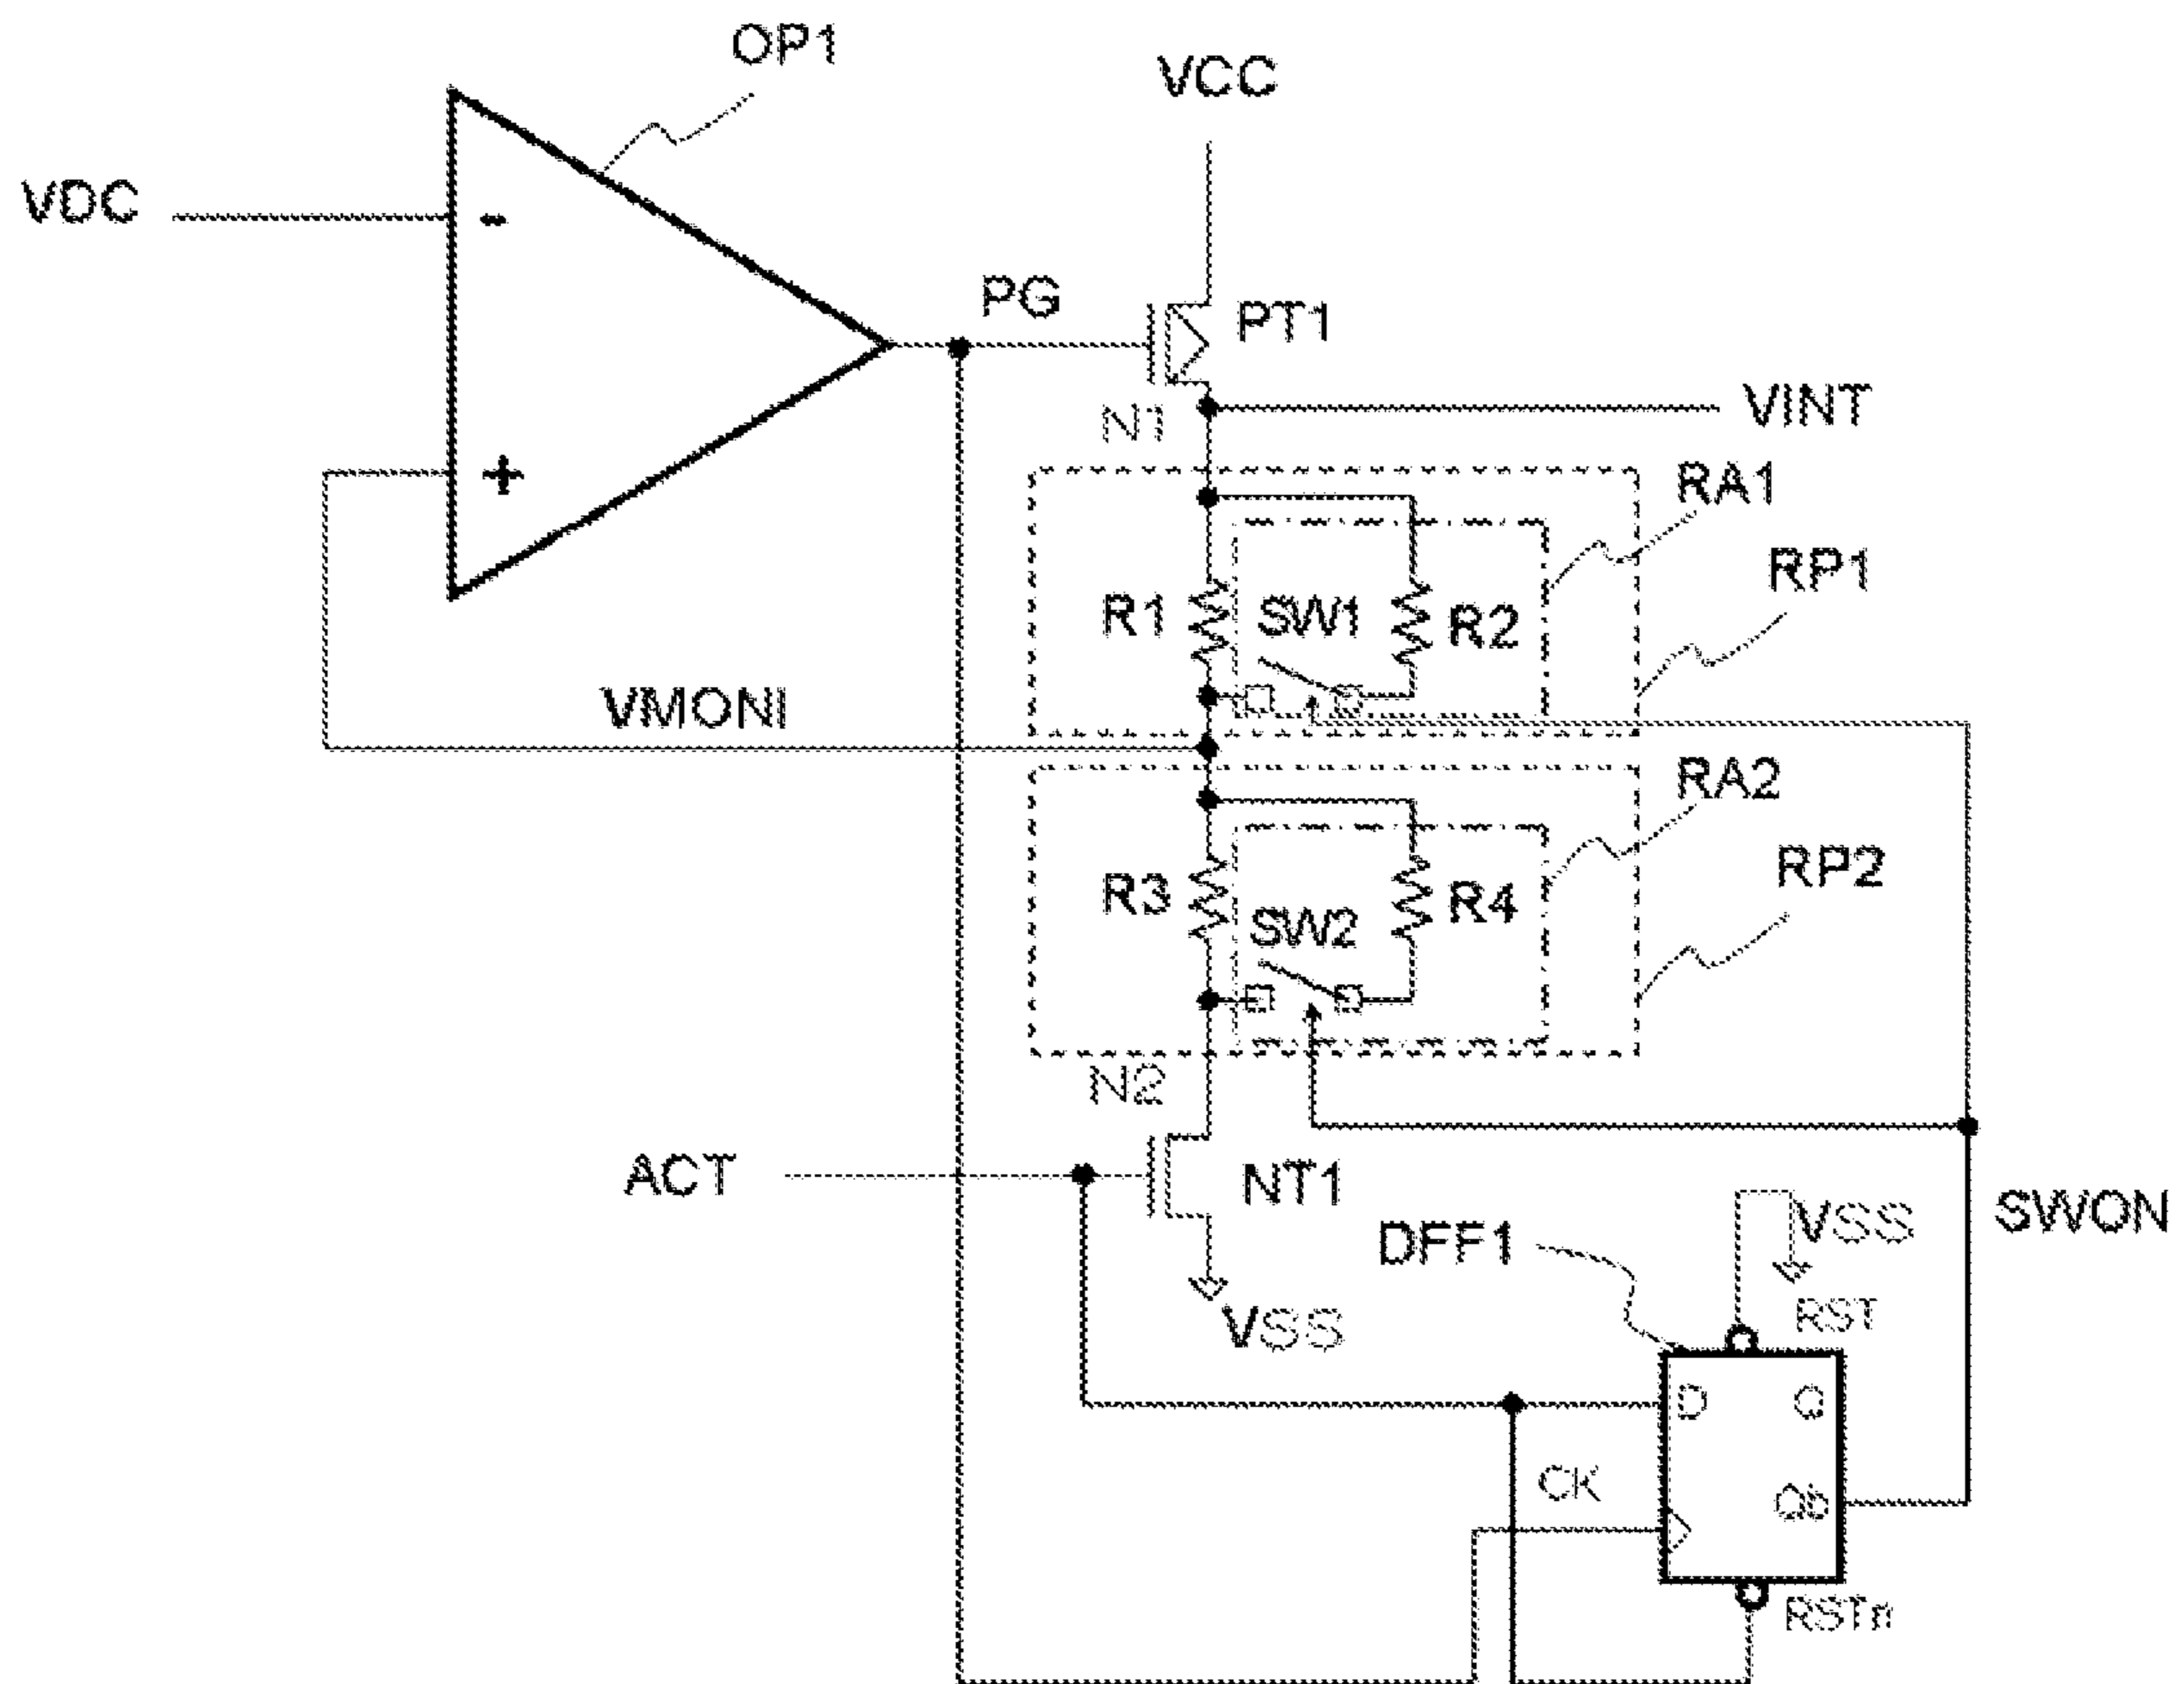 OP1
VCC
VDC
-
PG
PT1
N1
VINT
+
RA1
RP1
R1
SW1
R2
VMONI
RA2
RP2
R3
SW2
R4
N2
ACT
NT1
SWON
DFF1
VSS
RST
VSS
D
Q
CK
Qb
RSTn